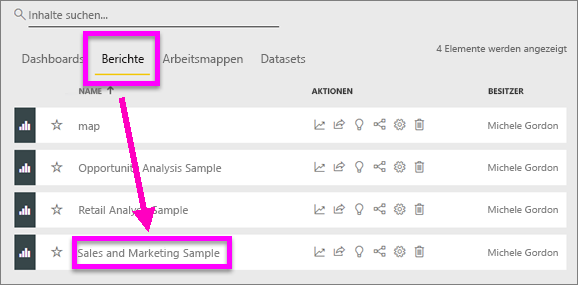 Inhalte suchen...
Dashboards Berichte Arbeitsmappen Datasets 4 Elemente werden angezeigt
NAME AKTIONEN BESITZER
map Michele Gordon
Opportunity Analysis Sample Michele Gordon
Retail Analysis Sample Michele Gordon
Sales and Marketing Sample Michele Gordon